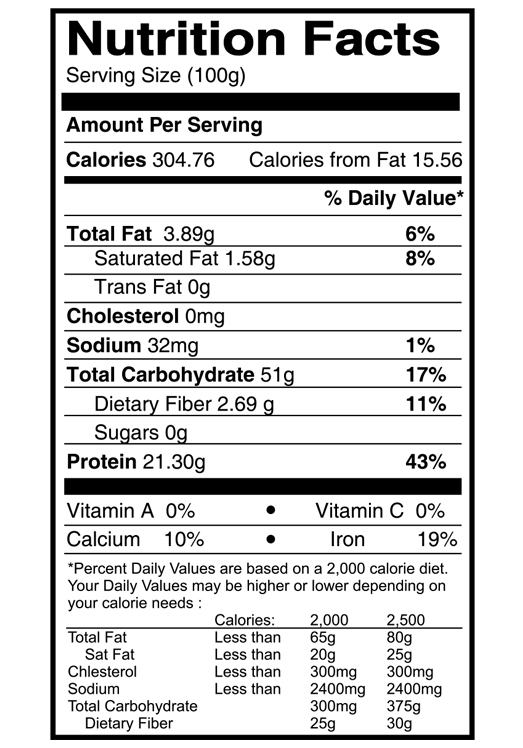 Nutrition Facts
Serving Size (100g)
Amount Per Serving
Calories 304.76 Calories from Fat 15.56
% Daily Value*
Total Fat 3.89g 6%
Saturated Fat 1.58g 8%
Trans Fat 0g
Cholesterol 0mg
Sodium 32mg 1%
Total Carbohydrate 51g 17%
Dietary Fiber 2.69 g 11%
Sugars 0g
Protein 21.30g 43%
Vitamin A 0% • Vitamin C 0%
Calcium 10% • Iron 19%
*Percent Daily Values are based on a 2,000 calorie diet.
Your Daily Values may be higher or lower depending on
your calorie needs :
Calories: 2,000 2,500
Total Fat Less than 65g 80g
Sat Fat Less than 20g 25g
Chlesterol Less than 300mg 300mg
Sodium Less than 2400mg 2400mg
Total Carbohydrate 300mg 375g
Dietary Fiber 25g 30g